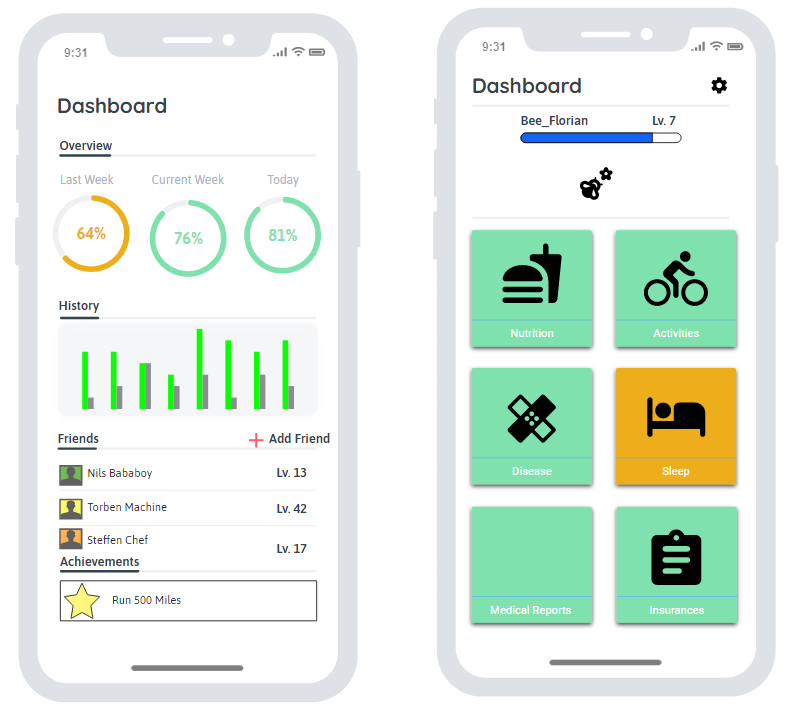 9:31
Dashboard
Overview
Last Week Current Week Today
64% 76% 81%
History
Friends Add Friend
Nils Bababoy Lv. 13
Torben Machine Lv. 42
Steffen Chef Lv. 17
Achievements
Run 500 Miles
9:31
Dashboard
Bee_Florian Lv. 7
Nutrition Activities
Disease Sleep
Medical Reports Insurances